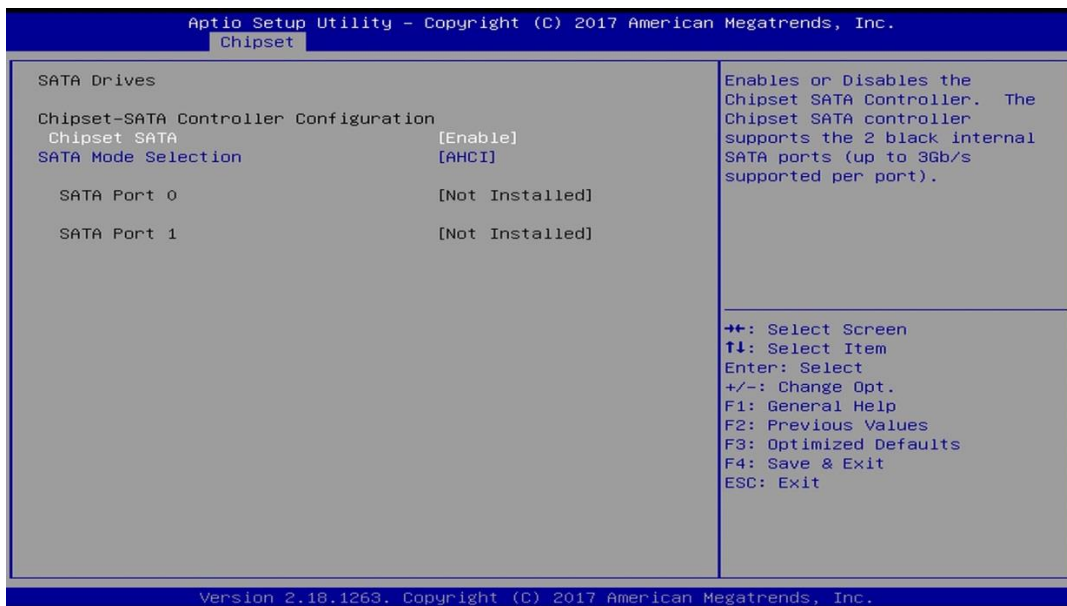 Aptio Setup Utility – Copyright (C) 2017 American Megatrends, Inc.
Chipset
SATA Drives
Chipset-SATA Controller Configuration
Chipset SATA [Enable]
SATA Mode Selection [AHCI]
SATA Port 0 [Not Installed]
SATA Port 1 [Not Installed]
Enables or Disables the
Chipset SATA Controller. The
Chipset SATA controller
supports the 2 black internal
SATA ports (up to 3Gb/s
supported per port).
→←: Select Screen
↑↓: Select Item
Enter: Select
+/-: Change Opt.
F1: General Help
F2: Previous Values
F3: Optimized Defaults
F4: Save & Exit
ESC: Exit
Version 2.18.1263. Copyright (C) 2017 American Megatrends, Inc.